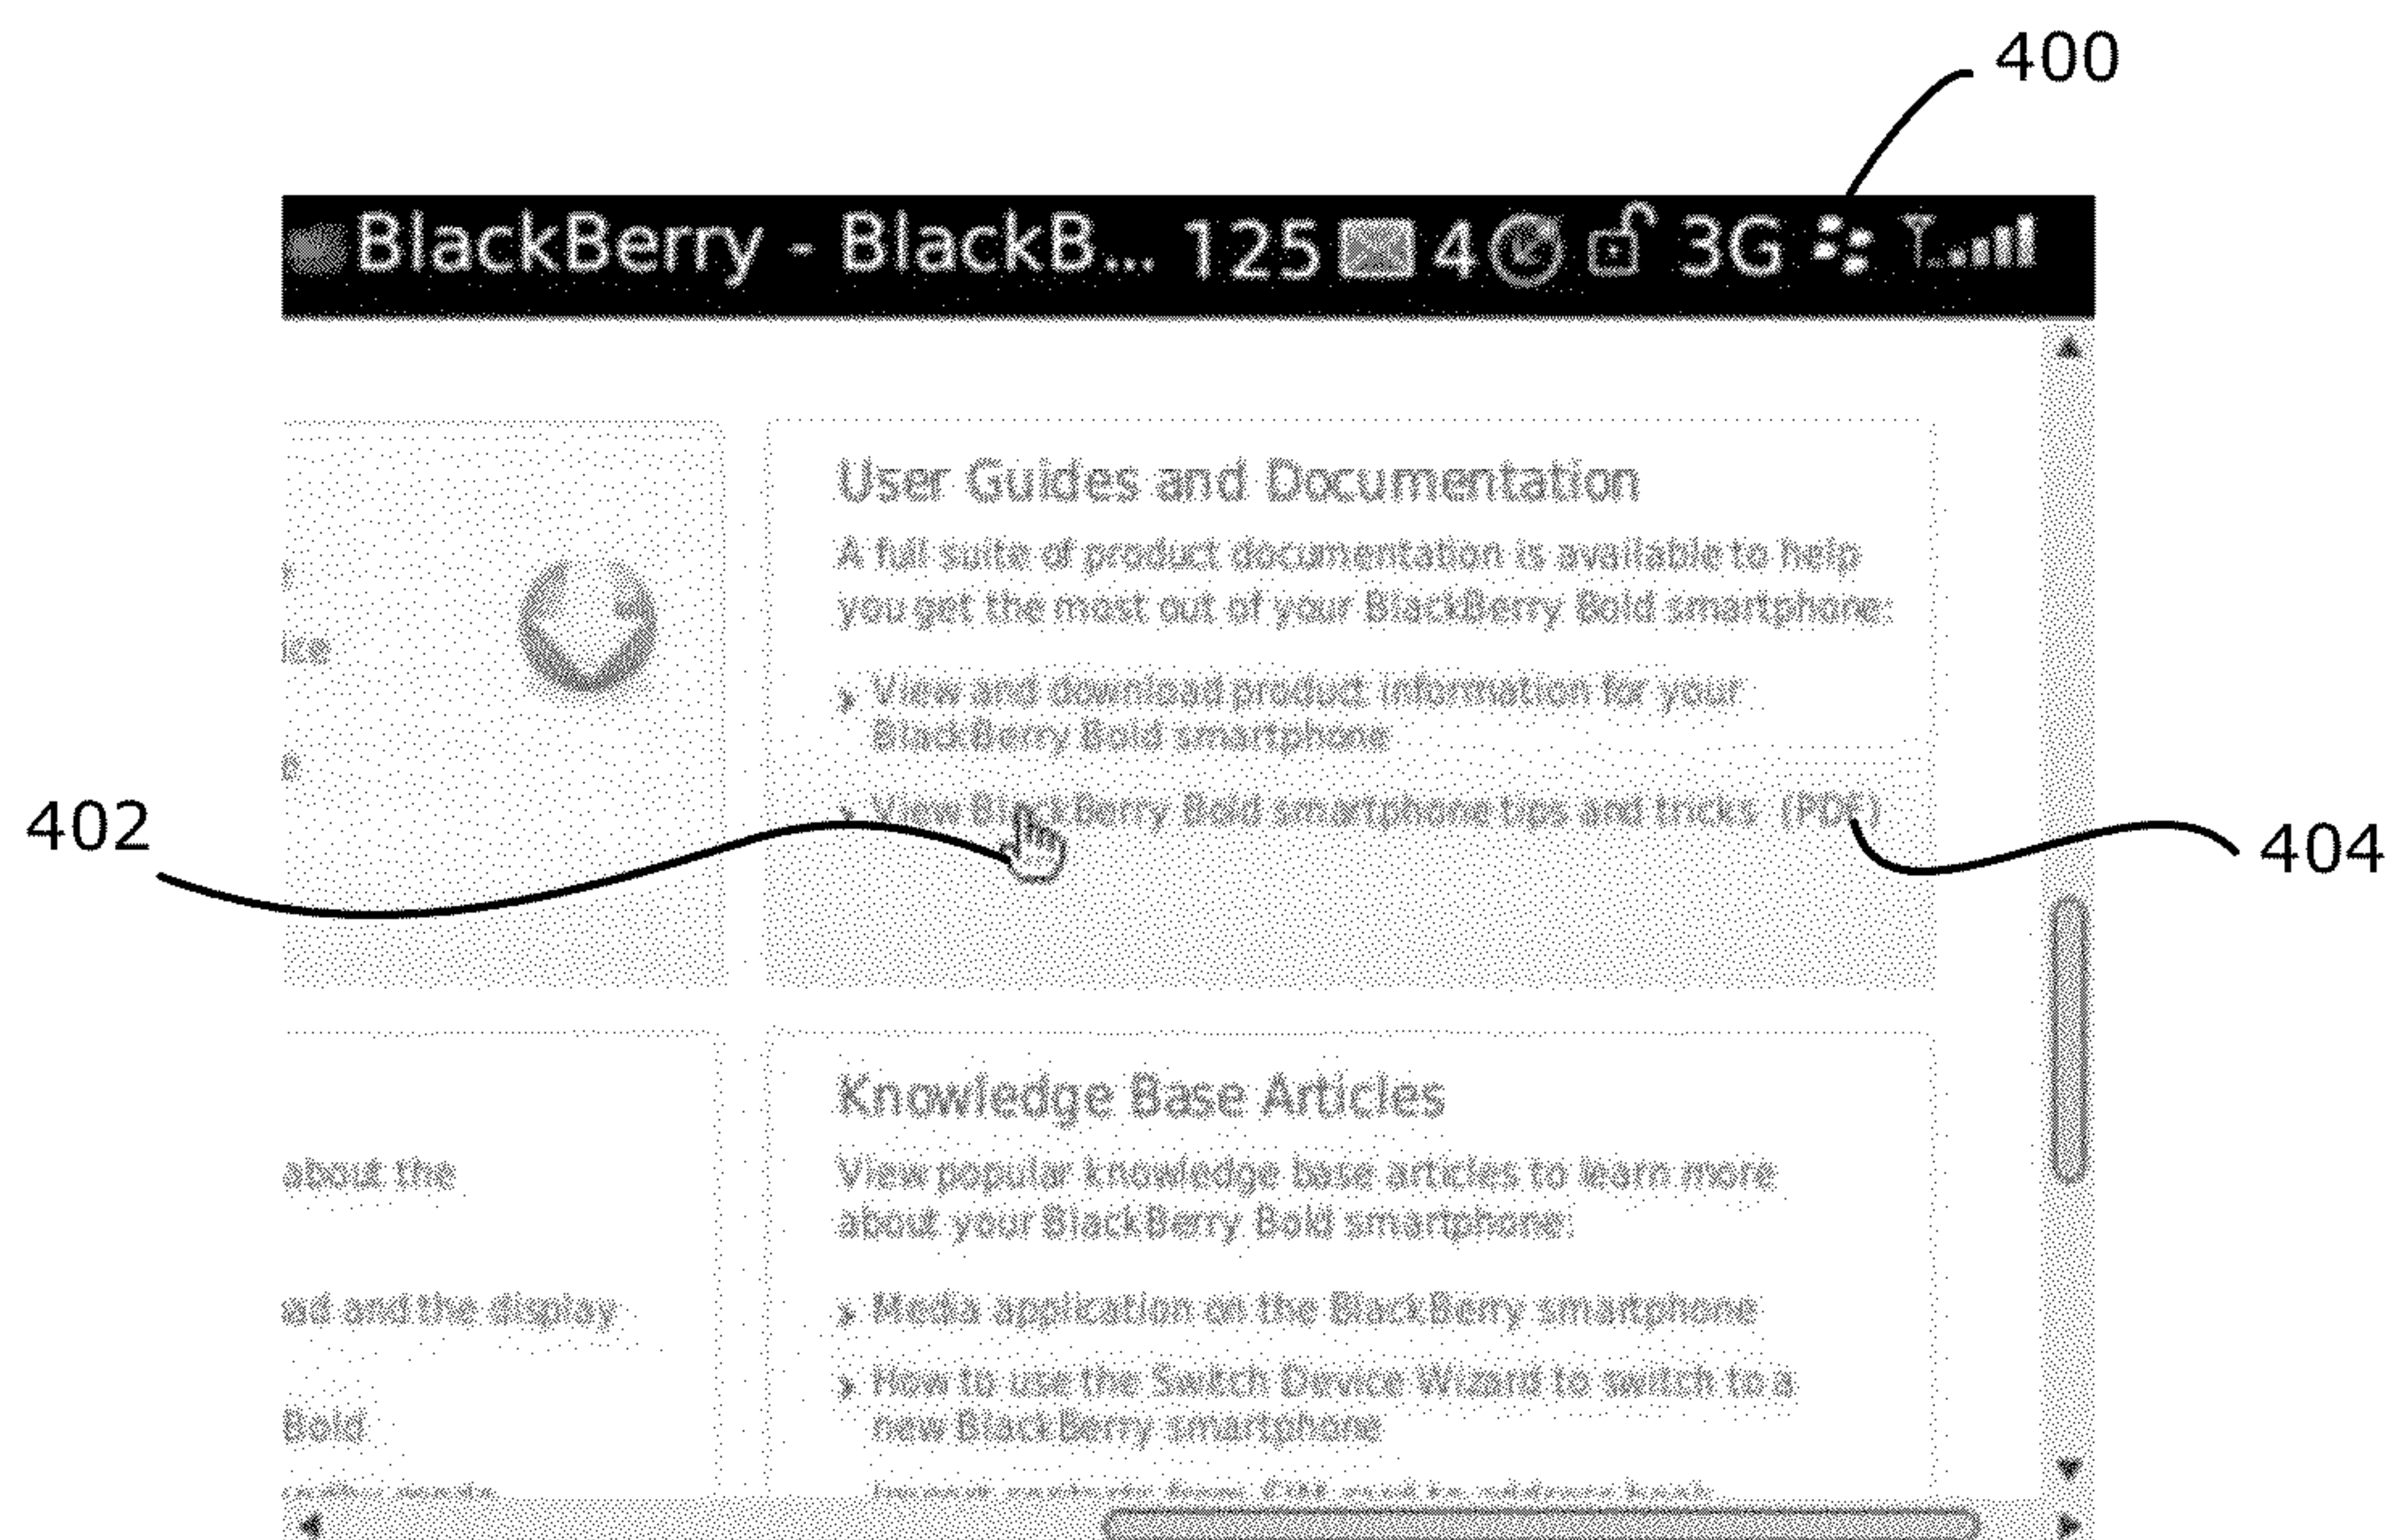 400
BlackBerry - BlackB... 125 4 3G
User Guides and Documentation
A full suite of product documentation is available to help
you get the most out of your BlackBerry Bold smartphone:
ice
View and download product information for your
BlackBerry Bold smartphone
e
402
View BlackBerry Bold smartphone tips and tricks (PDF)
404
Knowledge Base Articles
about the
View popular knowledge base articles to learn more
about your BlackBerry Bold smartphone:
ad and the display
Media application on the BlackBerry smartphone
How to use the Switch Device Wizard to switch to a
new BlackBerry smartphone
Bold